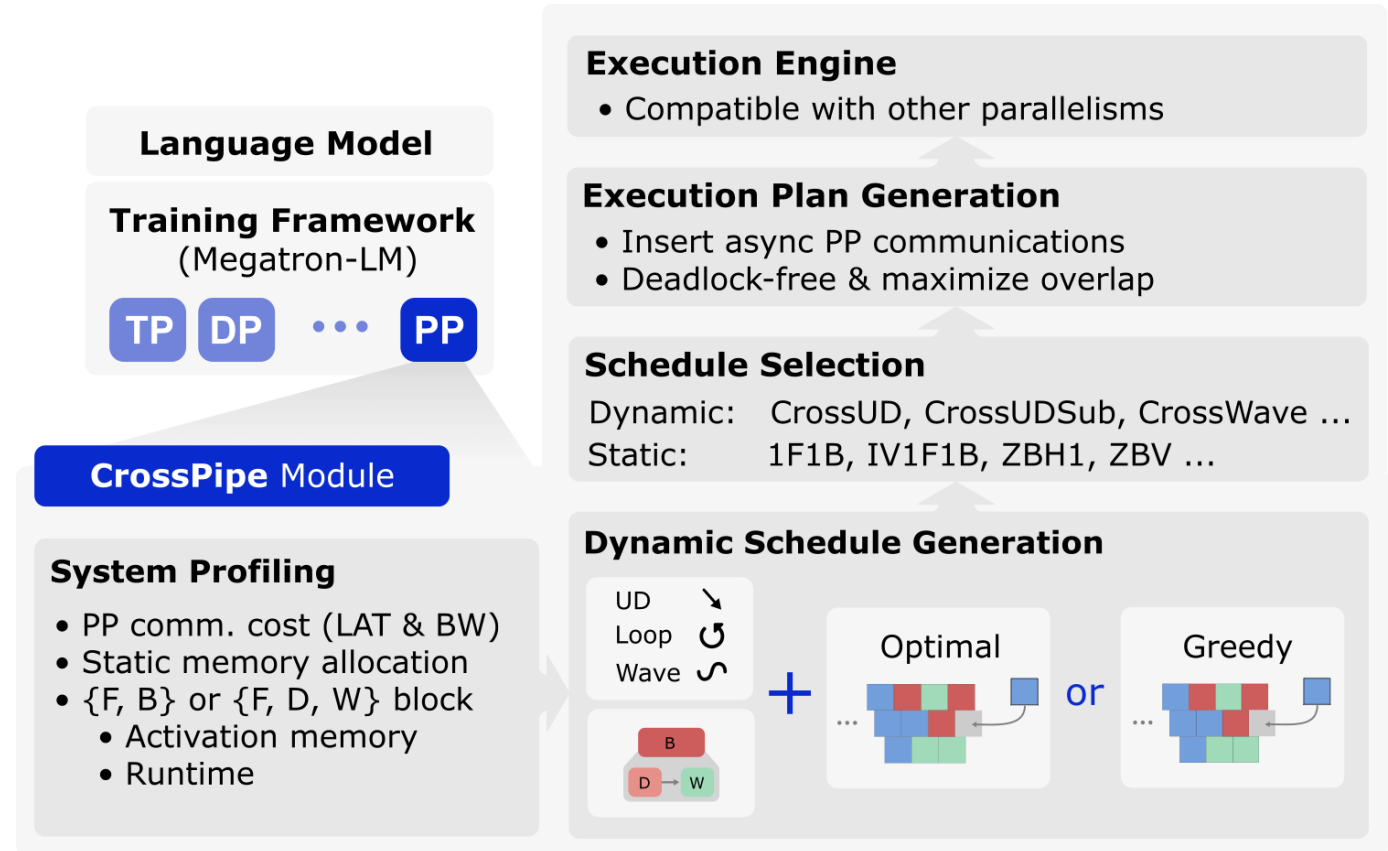 Language Model
Training Framework
(Megatron-LM)
TP DP ••• PP
CrossPipe Module
System Profiling
• PP comm. cost (LAT & BW)
• Static memory allocation
• {F, B} or {F, D, W} block
• Activation memory
• Runtime
Execution Engine
• Compatible with other parallelisms
Execution Plan Generation
• Insert async PP communications
• Deadlock-free & maximize overlap
Schedule Selection
Dynamic: CrossUD, CrossUDSub, CrossWave ...
Static: 1F1B, IV1F1B, ZBH1, ZBV ...
Dynamic Schedule Generation
UD
Loop
Wave
B
D W
+
Optimal
...
or
Greedy
...